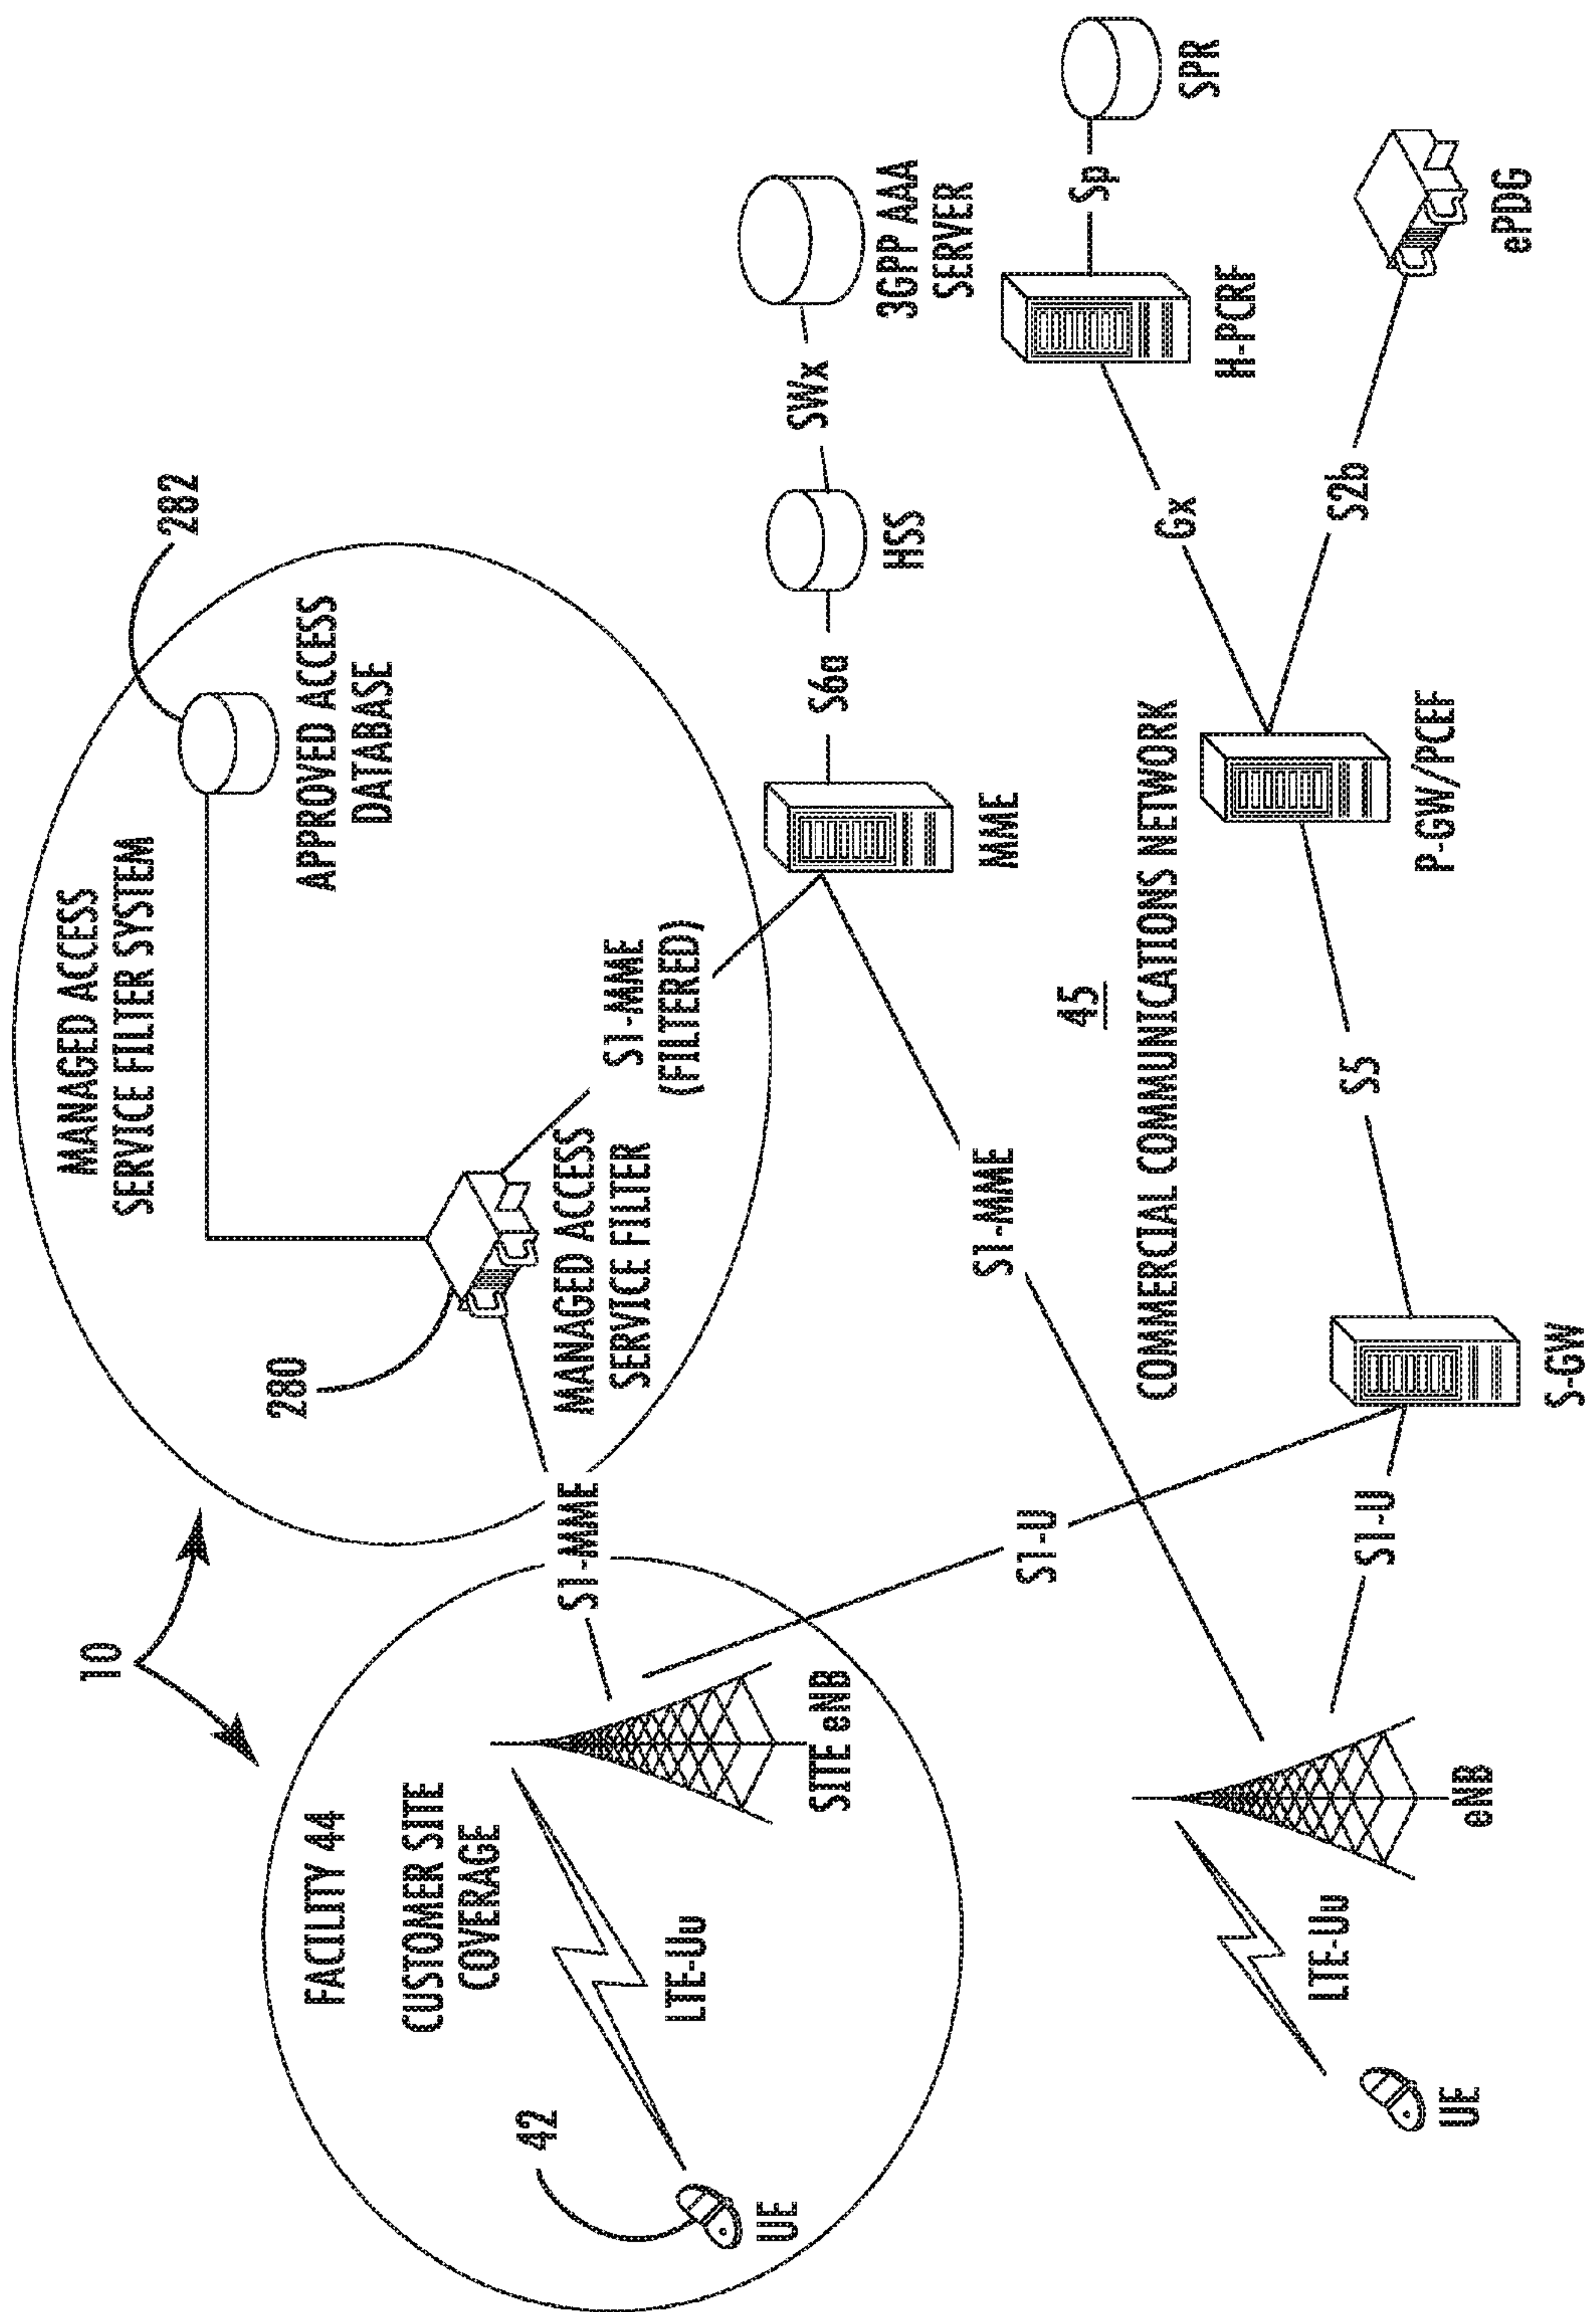 10
282
MANAGED ACCESS
SERVICE FILTER SYSTEM
280
APPROVED ACCESS
DATABASE
FACILITY 44
CUSTOMER SITE
COVERAGE
42
LTE-Uu
UE
SITE eNB
S1-MME
MANAGED ACCESS
SERVICE FILTER
S1-MME
(FILTERED)
MME
S6a
HSS
SWx
3GPP AAA
SERVER
S1-MME
S1-U
45
COMMERCIAL COMMUNICATIONS NETWORK
H-PCRF
Sp
SPR
Gx
S2b
ePDG
P-GW/PCEF
S5
S-GW
S1-U
eNB
LTE-Uu
UE